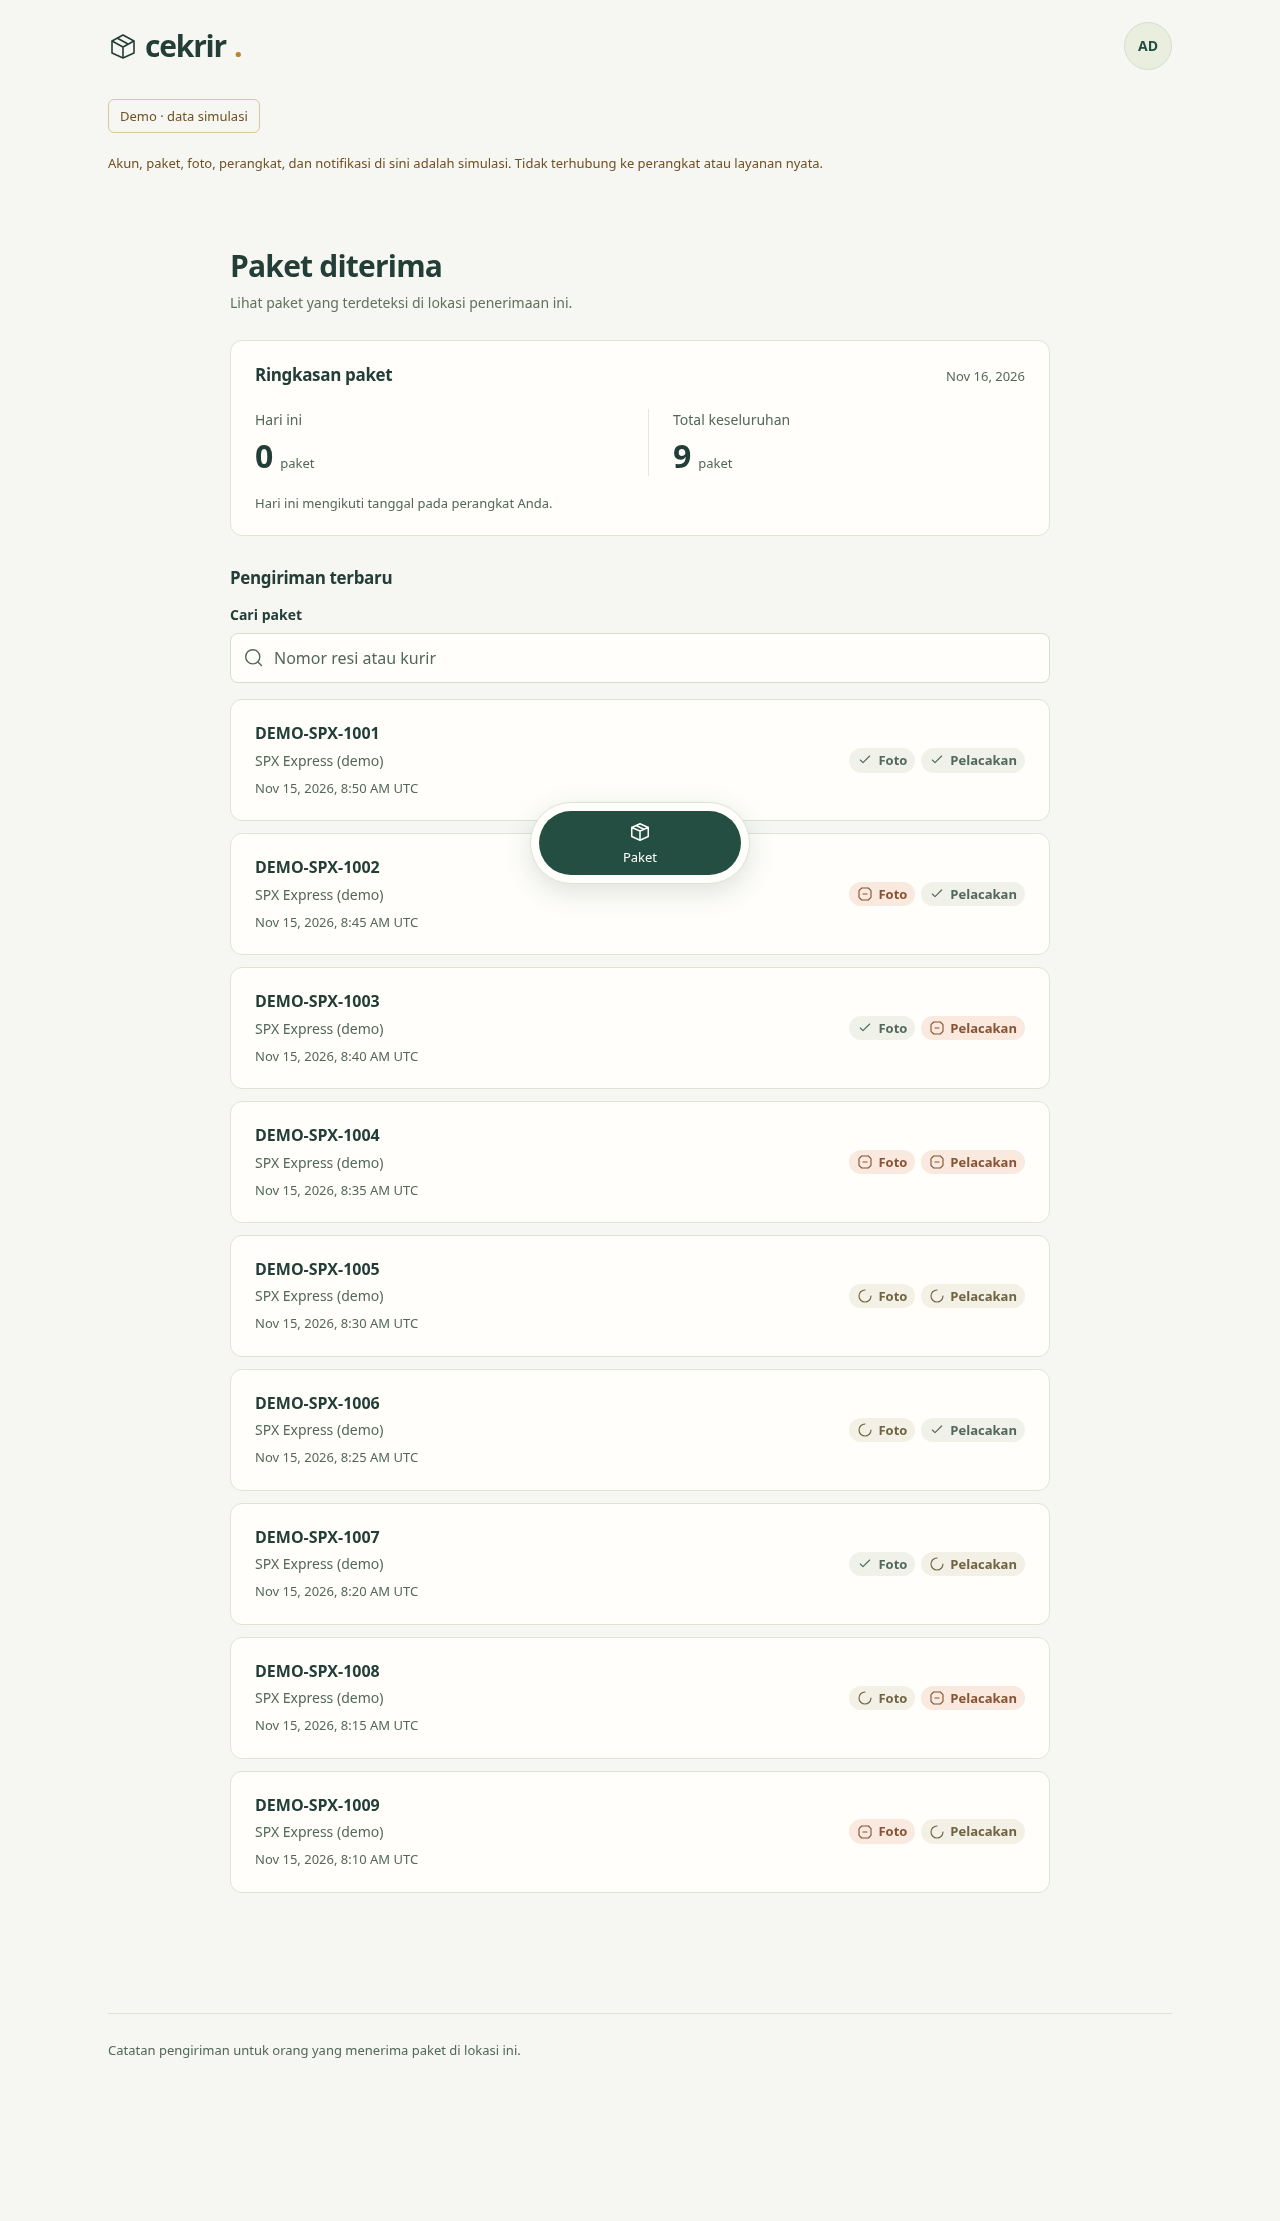 cekrir.
AD
Demo · data simulasi
Akun, paket, foto, perangkat, dan notifikasi di sini adalah simulasi. Tidak terhubung ke perangkat atau layanan nyata.
Paket diterima
Lihat paket yang terdeteksi di lokasi penerimaan ini.
Ringkasan paket
Nov 16, 2026
Hari ini
0 paket
Total keseluruhan
9 paket
Hari ini mengikuti tanggal pada perangkat Anda.
Pengiriman terbaru
Cari paket
Nomor resi atau kurir
DEMO-SPX-1001
SPX Express (demo)
Nov 15, 2026, 8:50 AM UTC
Foto Pelacakan
Paket
DEMO-SPX-1002
SPX Express (demo)
Nov 15, 2026, 8:45 AM UTC
Foto Pelacakan
DEMO-SPX-1003
SPX Express (demo)
Nov 15, 2026, 8:40 AM UTC
Foto Pelacakan
DEMO-SPX-1004
SPX Express (demo)
Nov 15, 2026, 8:35 AM UTC
Foto Pelacakan
DEMO-SPX-1005
SPX Express (demo)
Nov 15, 2026, 8:30 AM UTC
Foto Pelacakan
DEMO-SPX-1006
SPX Express (demo)
Nov 15, 2026, 8:25 AM UTC
Foto Pelacakan
DEMO-SPX-1007
SPX Express (demo)
Nov 15, 2026, 8:20 AM UTC
Foto Pelacakan
DEMO-SPX-1008
SPX Express (demo)
Nov 15, 2026, 8:15 AM UTC
Foto Pelacakan
DEMO-SPX-1009
SPX Express (demo)
Nov 15, 2026, 8:10 AM UTC
Foto Pelacakan
Catatan pengiriman untuk orang yang menerima paket di lokasi ini.